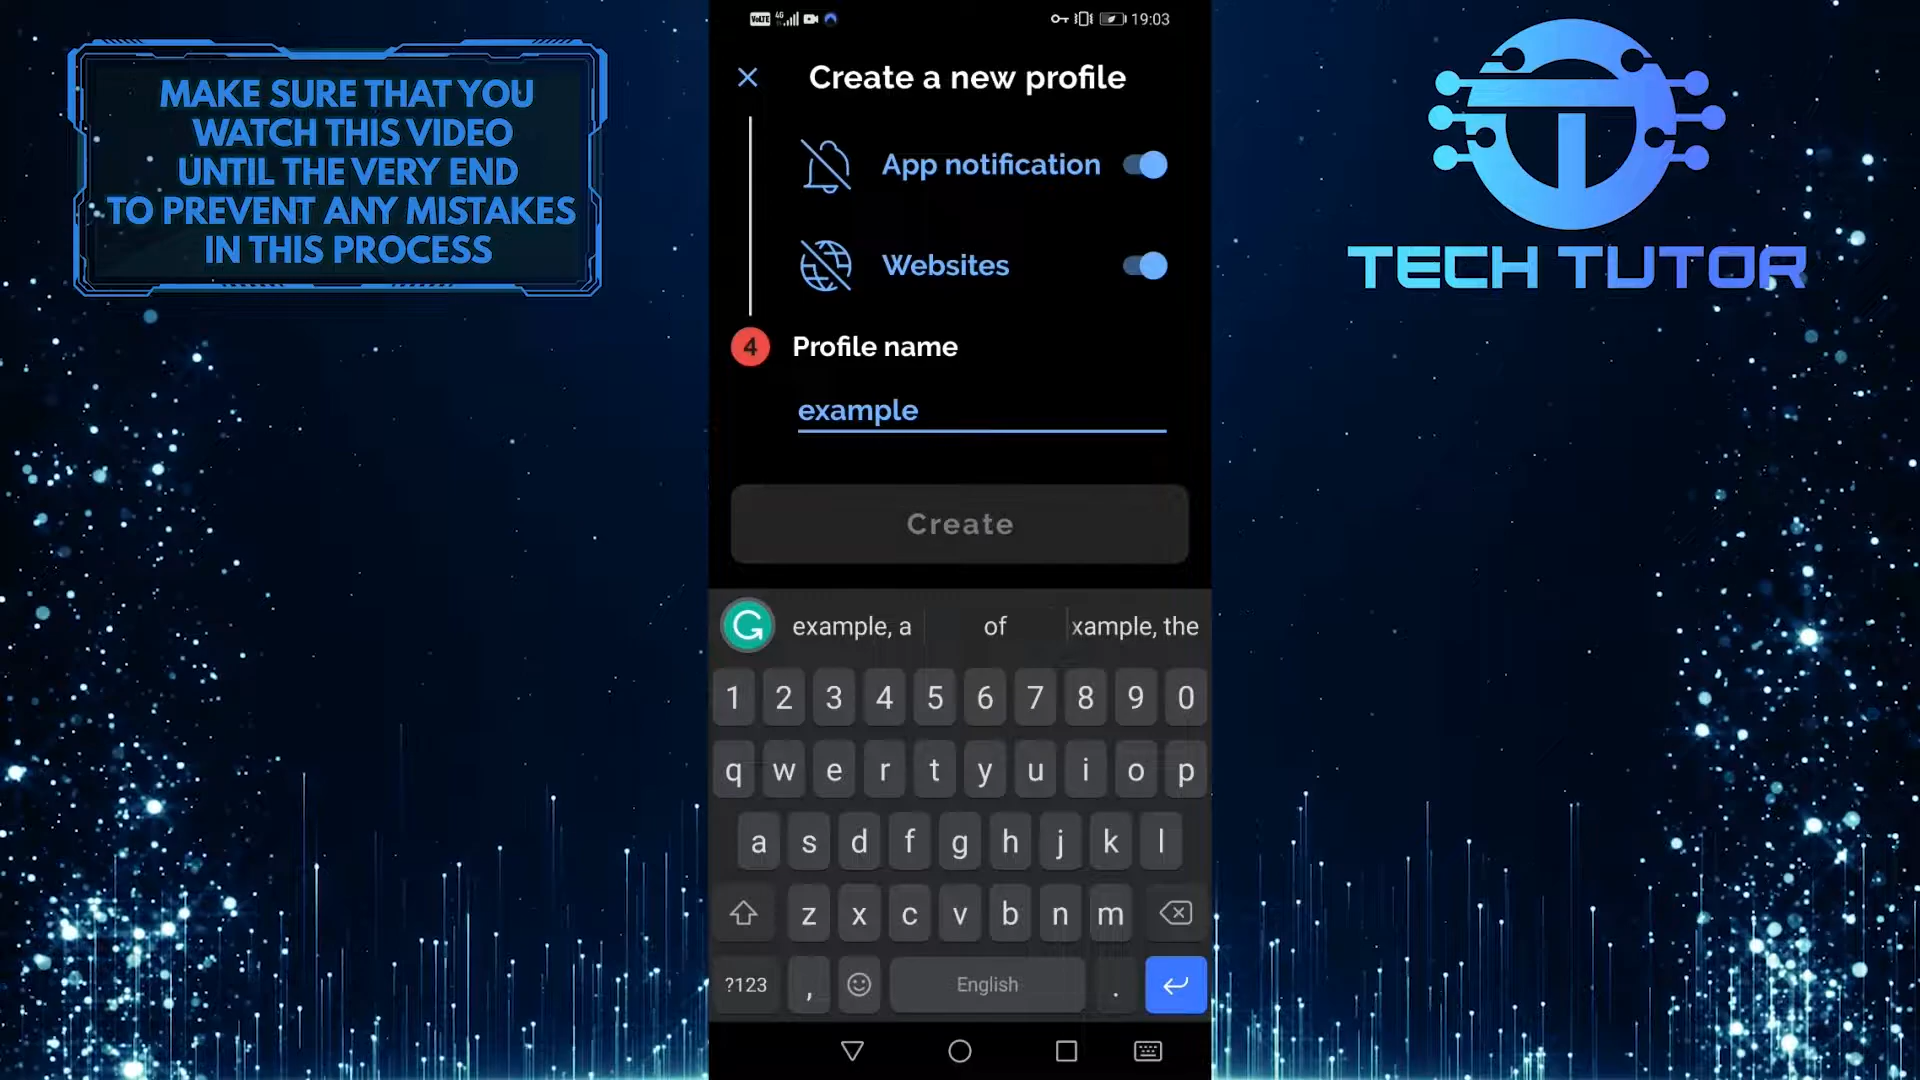 MAKE SURE THAT YOU
WATCH THIS VIDEO
UNTIL THE VERY END
TO PREVENT ANY MISTAKES
IN THIS PROCESS
VoLTE 4G 19:03
Create a new profile
App notification
Websites
4 Profile name
example
Create
example, a of xample, the
1 2 3 4 5 6 7 8 9 0
q w e r t y u i o p
a s d f g h j k l
z x c v b n m
?123 , English .
TECH TUTOR